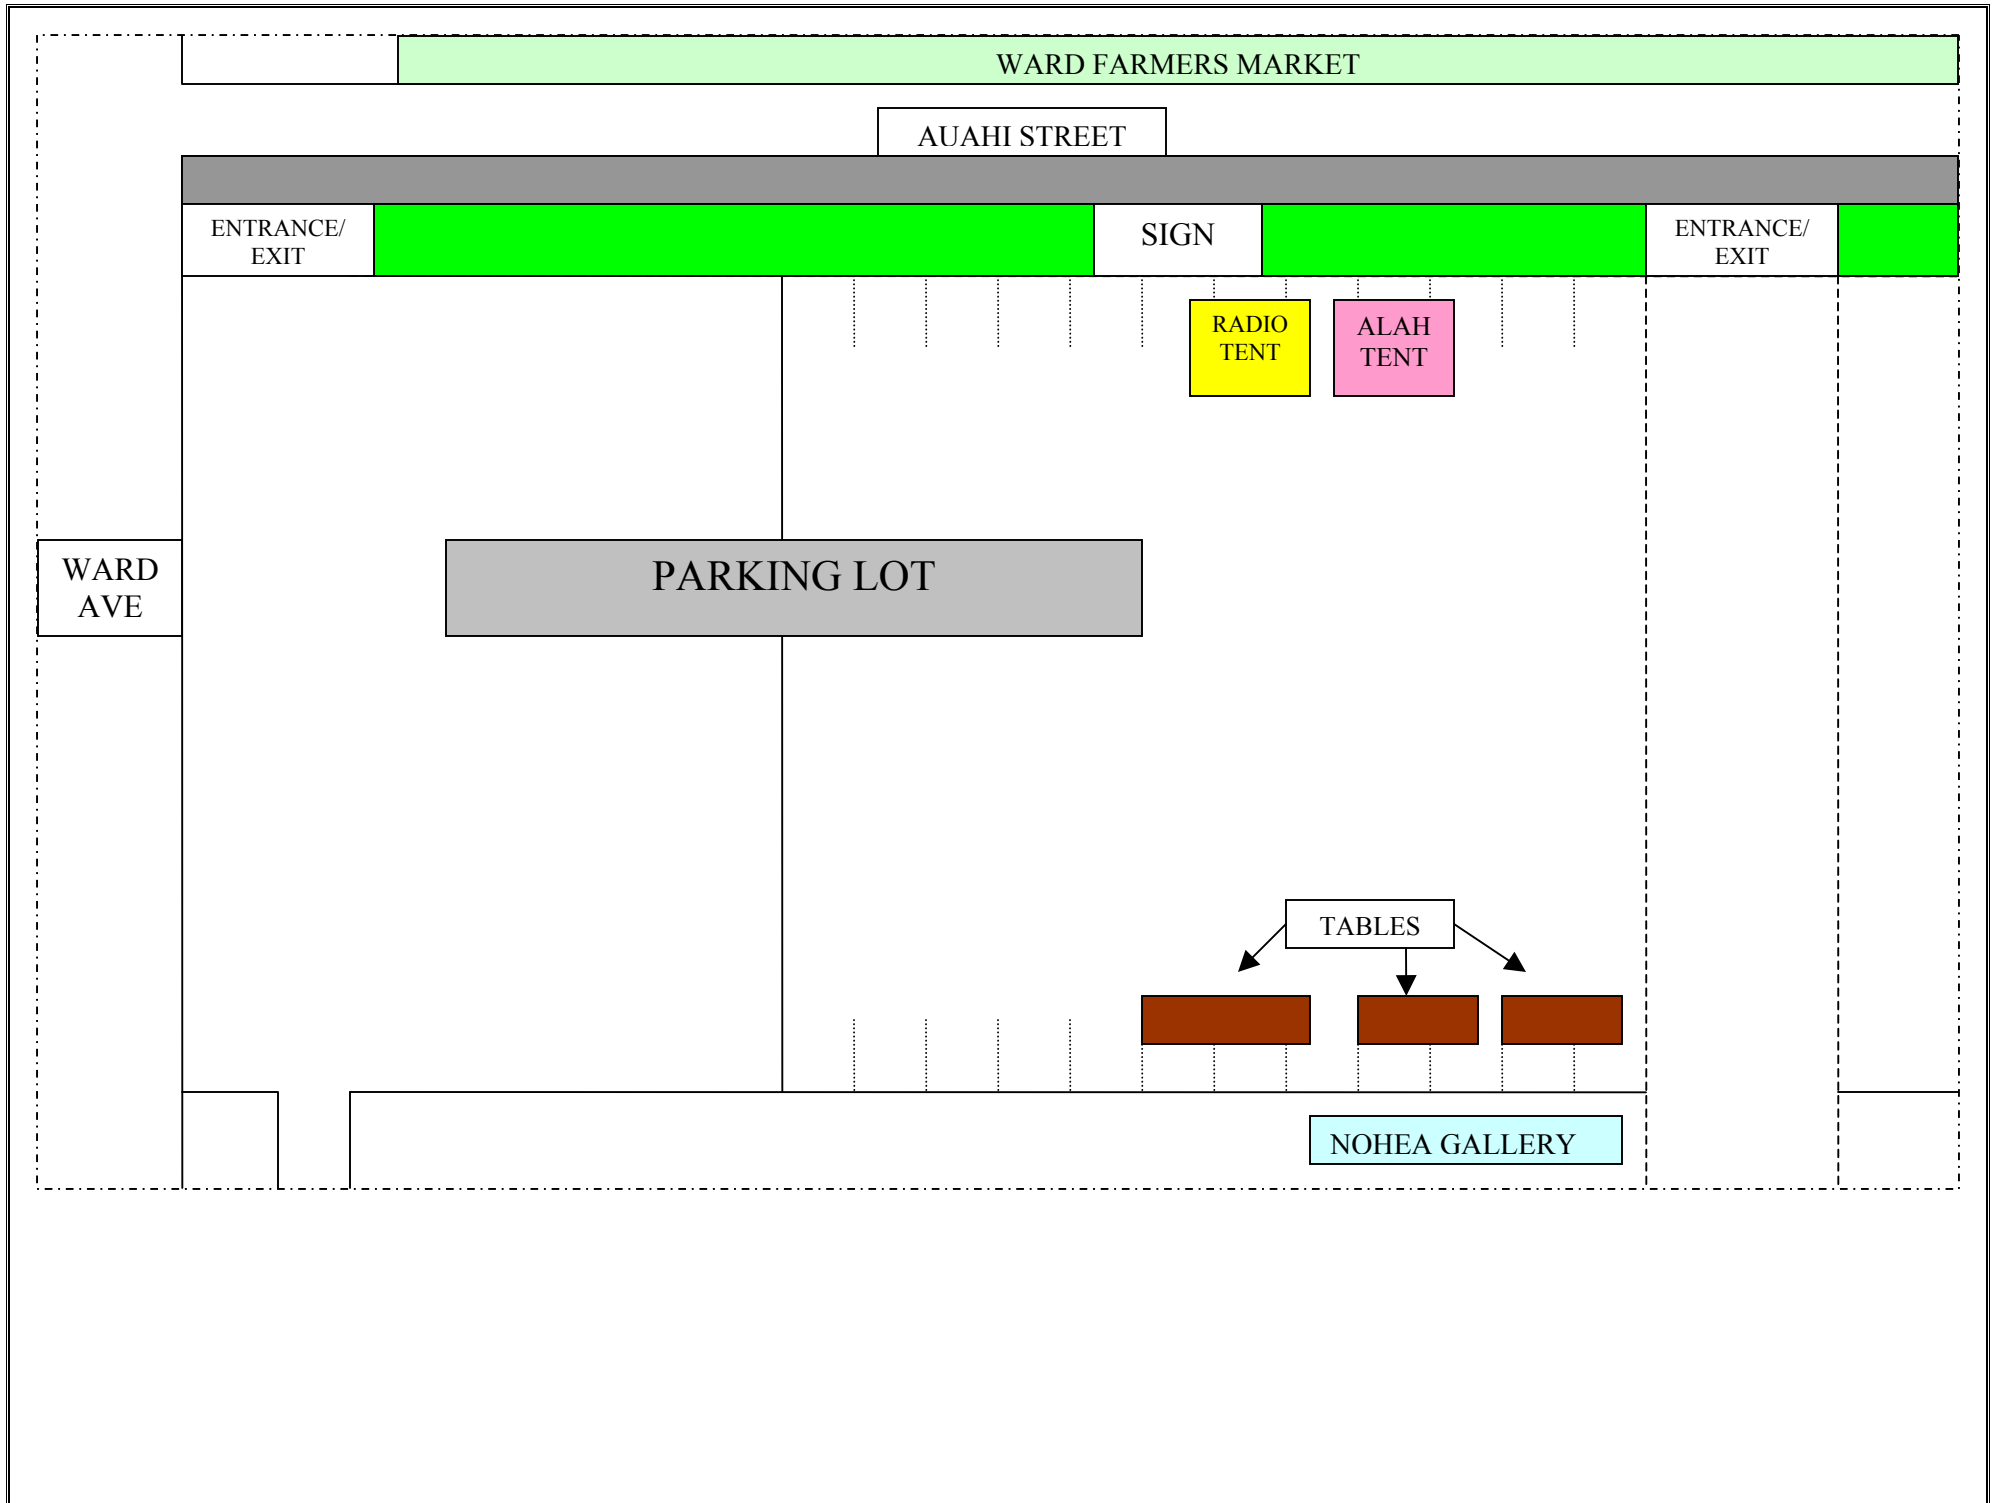 WARD FARMERS MARKET
AUAHI STREET
ENTRANCE/
EXIT
SIGN
ENTRANCE/
EXIT
RADIO
TENT
ALAH
TENT
WARD
AVE
PARKING LOT
TABLES
NOHEA GALLERY